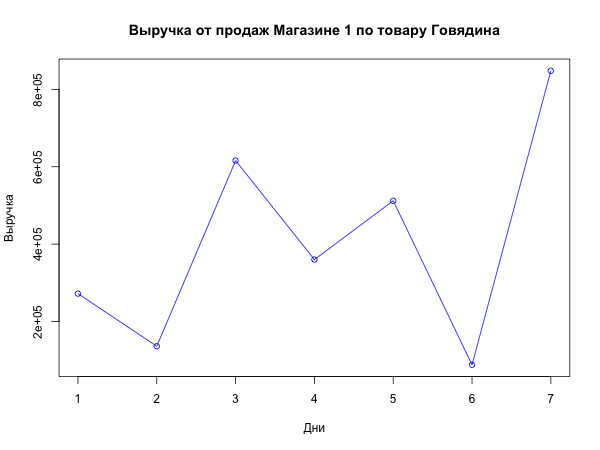 Выручка от продаж Магазине 1 по товару Говядина
Выручка
8e+05
6e+05
4e+05
2e+05
1 2 3 4 5 6 7
Дни